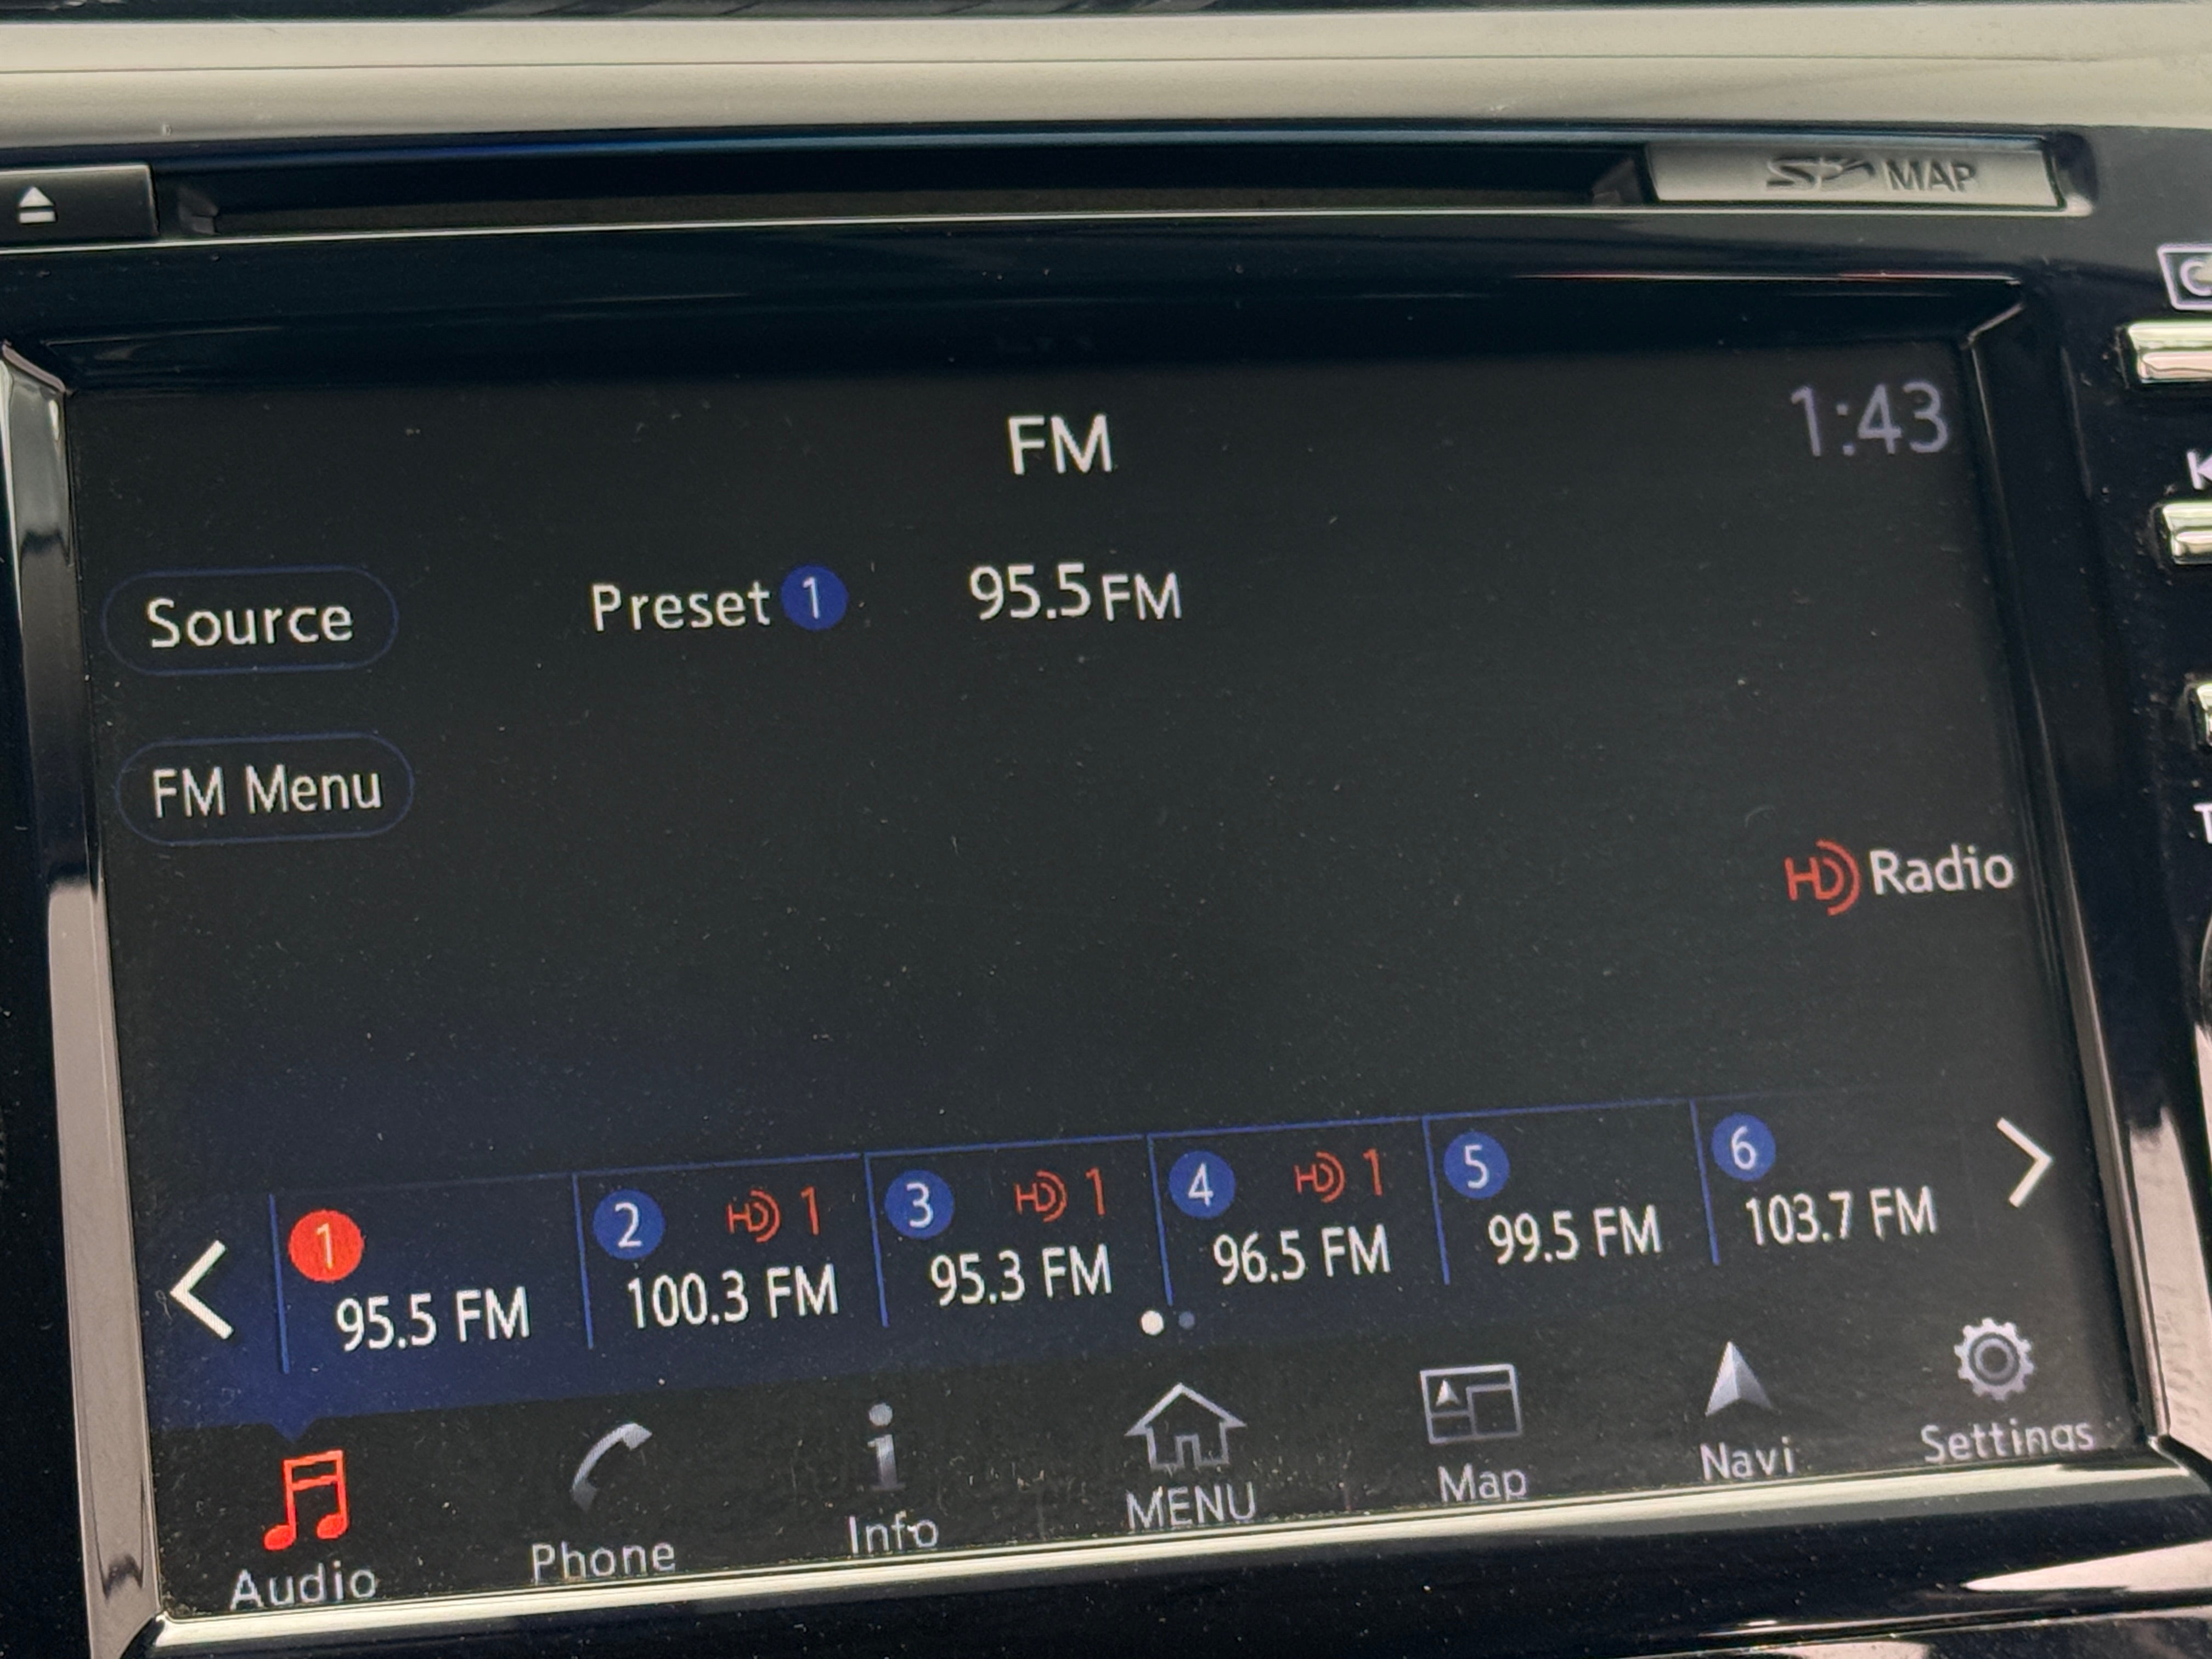 SD MAP
FM
1:43
Source
Preset 1 95.5 FM
FM Menu
HD Radio
1 95.5 FM
2 HD 1 100.3 FM
3 HD 1 95.3 FM
4 HD 1 96.5 FM
5 99.5 FM
6 103.7 FM
Audio
Phone
Info
MENU
Map
Navi
Settings